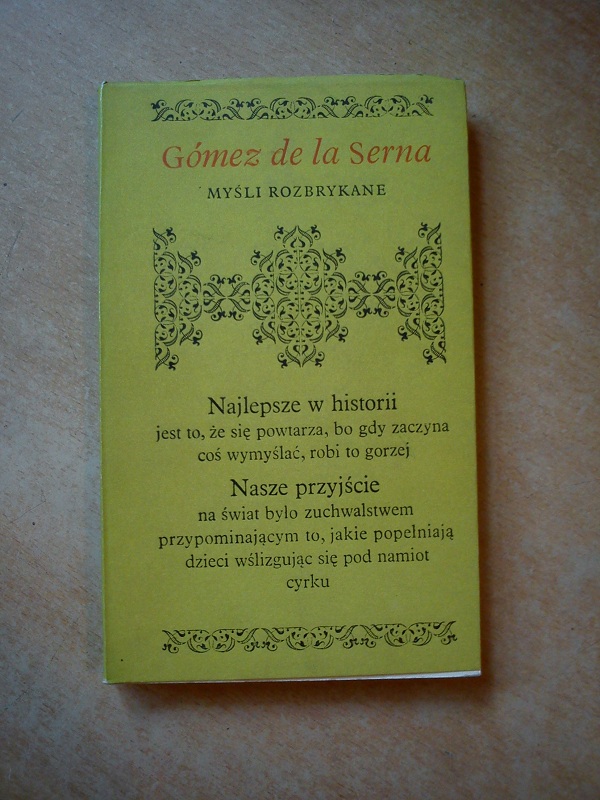 Gómez de la Serna
MYŚLI ROZBRYKANE
Najlepsze w historii
jest to, że się powtarza, bo gdy zaczyna
coś wymyślać, robi to gorzej
Nasze przyjście
na świat było zuchwalstwem
przypominającym to, jakie popełniają
dzieci wślizgując się pod namiot
cyrku